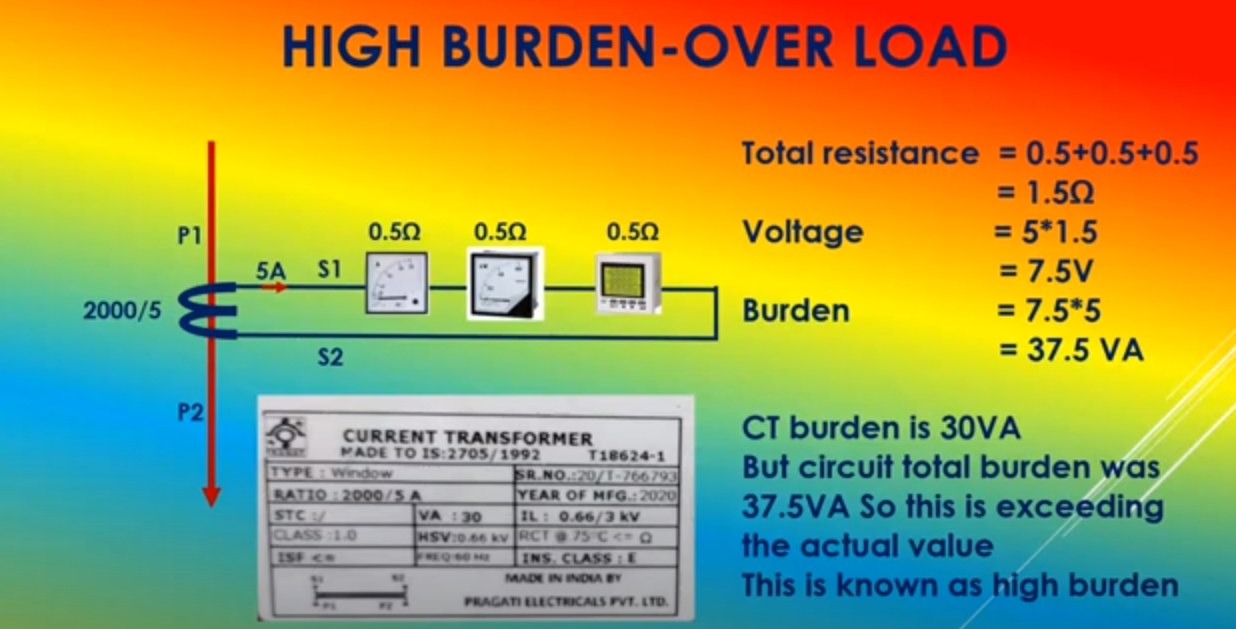 HIGH BURDEN-OVER LOAD
P1
5A
S1
0.5Ω
0.5Ω
0.5Ω
2000/5
S2
P2
Total resistance = 0.5+0.5+0.5
= 1.5Ω
Voltage = 5*1.5
= 7.5V
Burden = 7.5*5
= 37.5 VA
CT burden is 30VA
But circuit total burden was
37.5VA So this is exceeding
the actual value
This is known as high burden
CURRENT TRANSFORMER
MADE TO IS:2705/1992 T18624-1
TYPE : Window SR.NO.:20/T-766793
RATIO : 2000/5 A YEAR OF MFG.:2020
STC :/ VA :30 IL : 0.66/3 kV
CLASS :1.0 HSV:0.66 kV RCT @ 75°C <= Ω
ISF <= FREQ:60 Hz INS. CLASS : E
S1 S2
P1 P2
MADE IN INDIA BY
PRAGATI ELECTRICALS PVT. LTD.